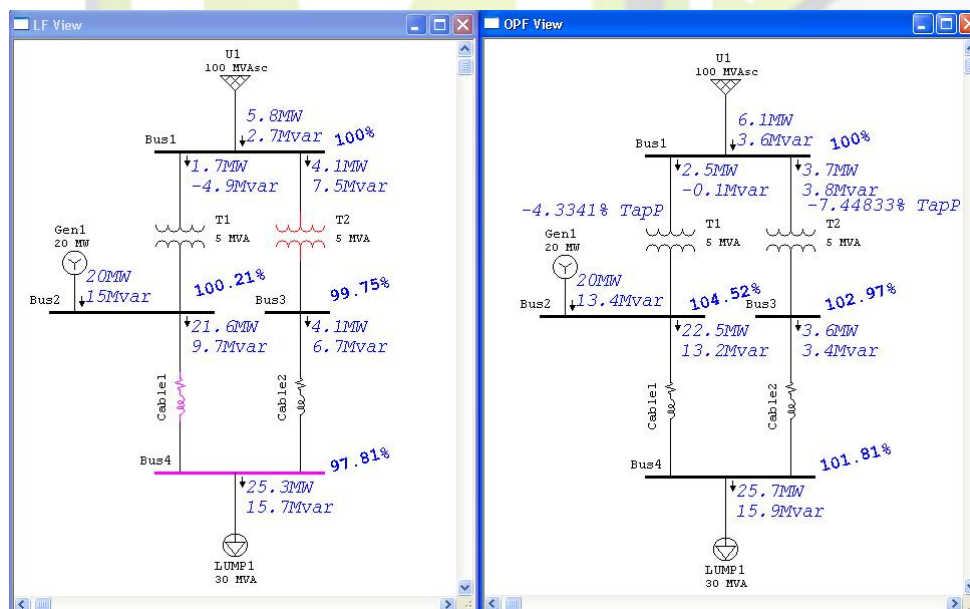 LF View
U1
100 MVAsc
5.8MW
2.7Mvar
100%
Bus1
1.7MW
-4.9Mvar
4.1MW
7.5Mvar
T1
5 MVA
T2
5 MVA
Gen1
20 MW
20MW
15Mvar
100.21%
Bus2
Bus3
99.75%
21.6MW
9.7Mvar
4.1MW
6.7Mvar
Cable1
Cable2
Bus4
97.81%
25.3MW
15.7Mvar
LUMP1
30 MVA
OPF View
U1
100 MVAsc
6.1MW
3.6Mvar
100%
Bus1
2.5MW
-0.1Mvar
3.7MW
3.8Mvar
-4.3341% TapP
-7.44833% TapP
T1
5 MVA
T2
5 MVA
Gen1
20 MW
20MW
13.4Mvar
104.52%
Bus2
Bus3
102.97%
22.5MW
13.2Mvar
3.6MW
3.4Mvar
Cable1
Cable2
Bus4
101.81%
25.7MW
15.9Mvar
LUMP1
30 MVA